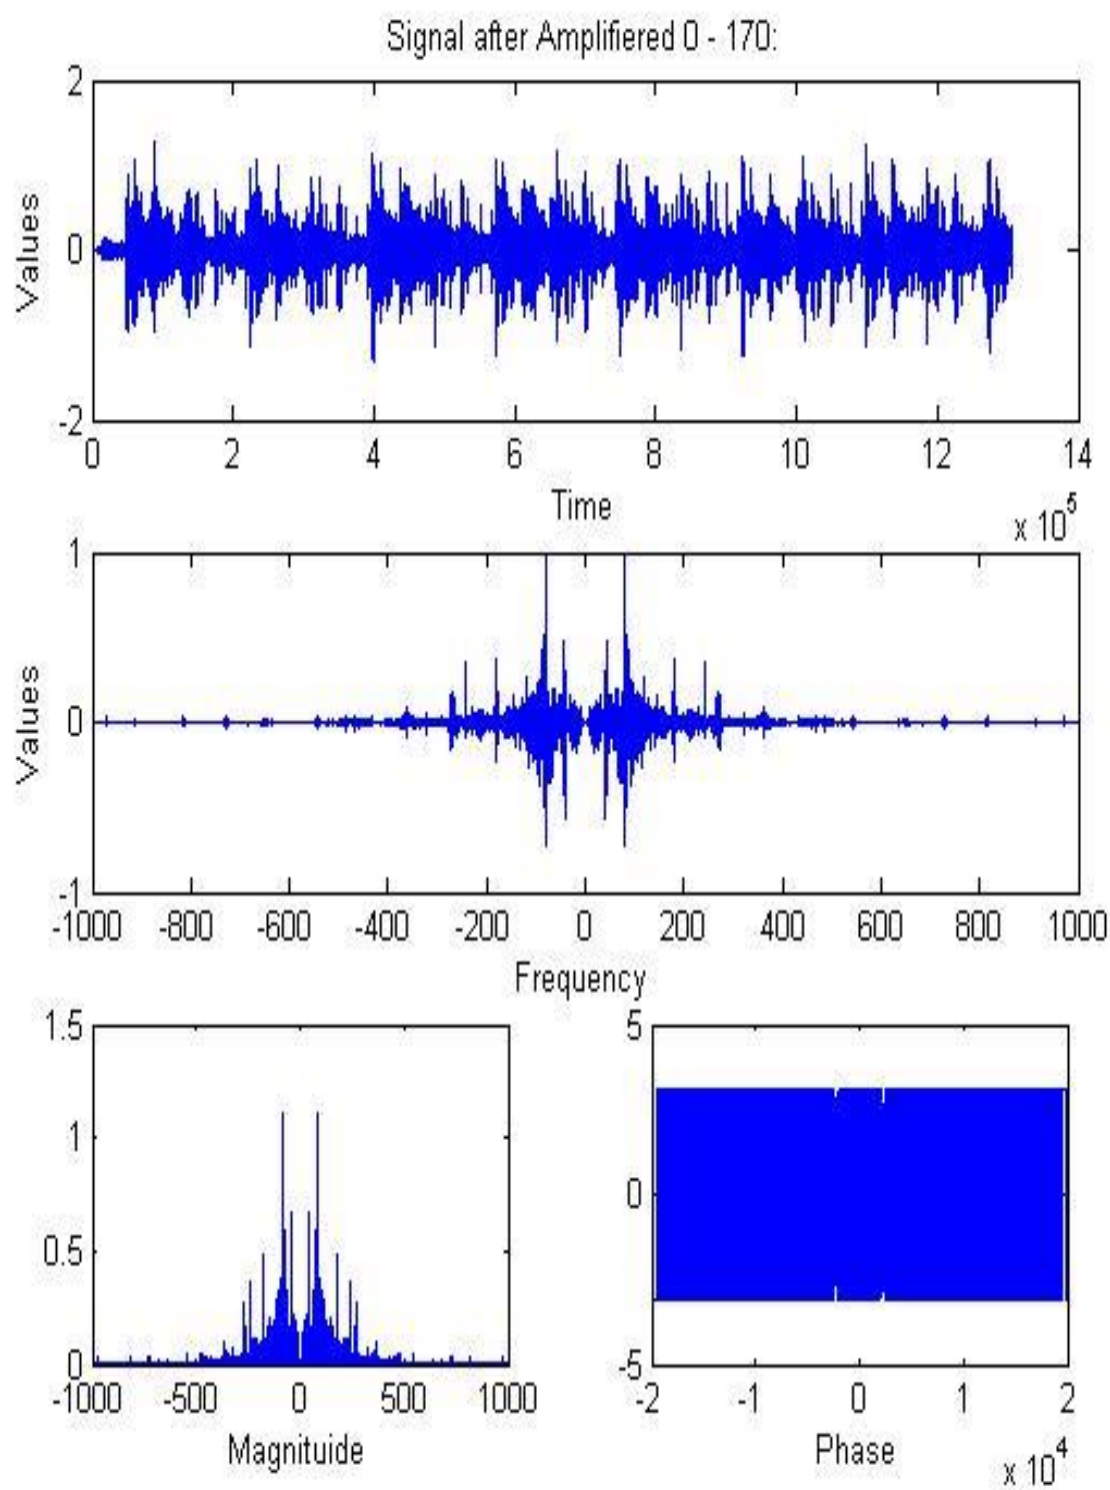 Signal after Amplifiered 0 - 170:
2
0
-2
Values
0 2 4 6 8 10 12 14
Time
x 10^5
1
0
-1
Values
-1000 -800 -600 -400 -200 0 200 400 600 800 1000
Frequency
1.5
1
0.5
0
-1000 -500 0 500 1000
Magnituide
5
0
-5
-2 -1 0 1 2
Phase
x 10^4